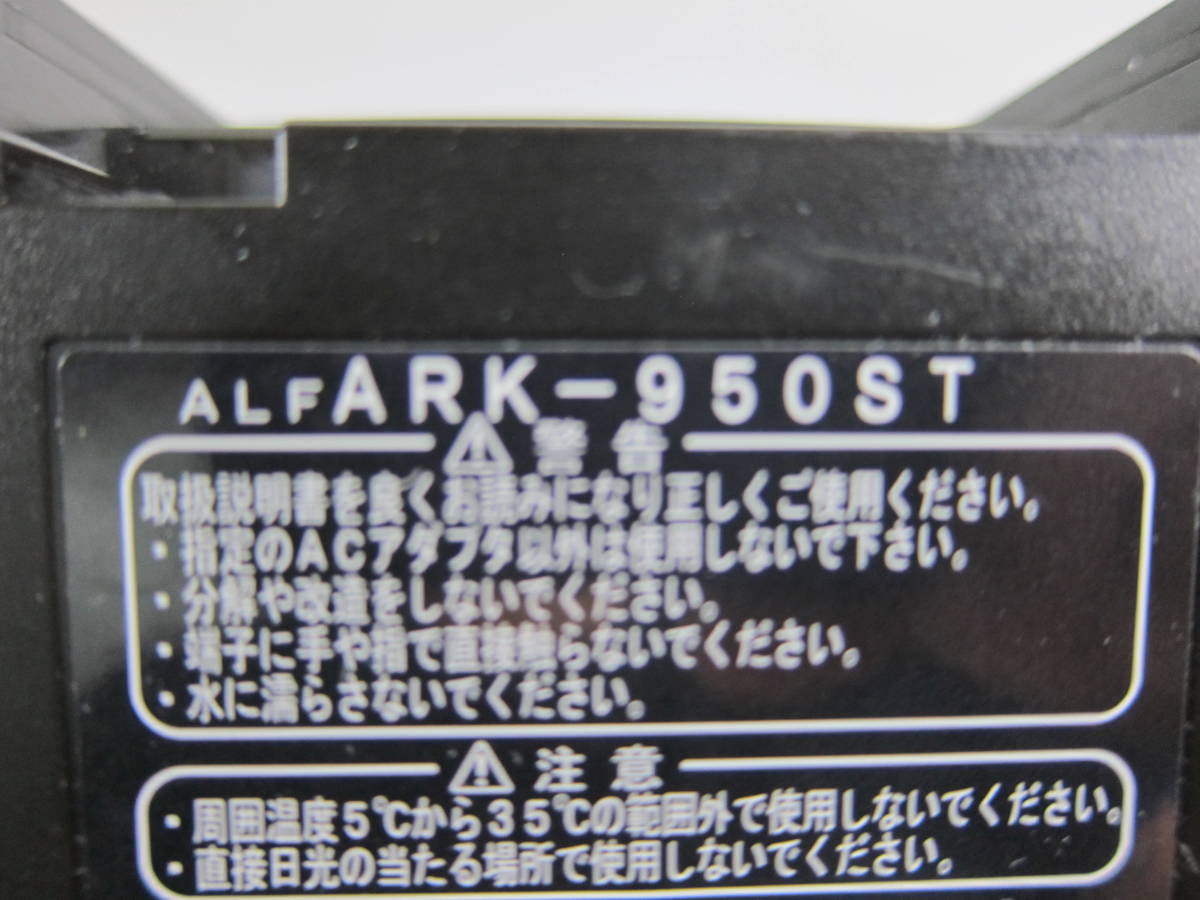 ALFARK-950ST
⚠ 警告
取扱説明書を良くお読みになり正しくご使用ください。
・指定のACアダプタ以外は使用しないで下さい。
・分解や改造をしないでください。
・端子に手や指で直接触らないでください。
・水に濡らさないでください。
⚠ 注意
・周囲温度5℃から35℃の範囲外で使用しないでください。
・直接日光の当たる場所で使用しないでください。